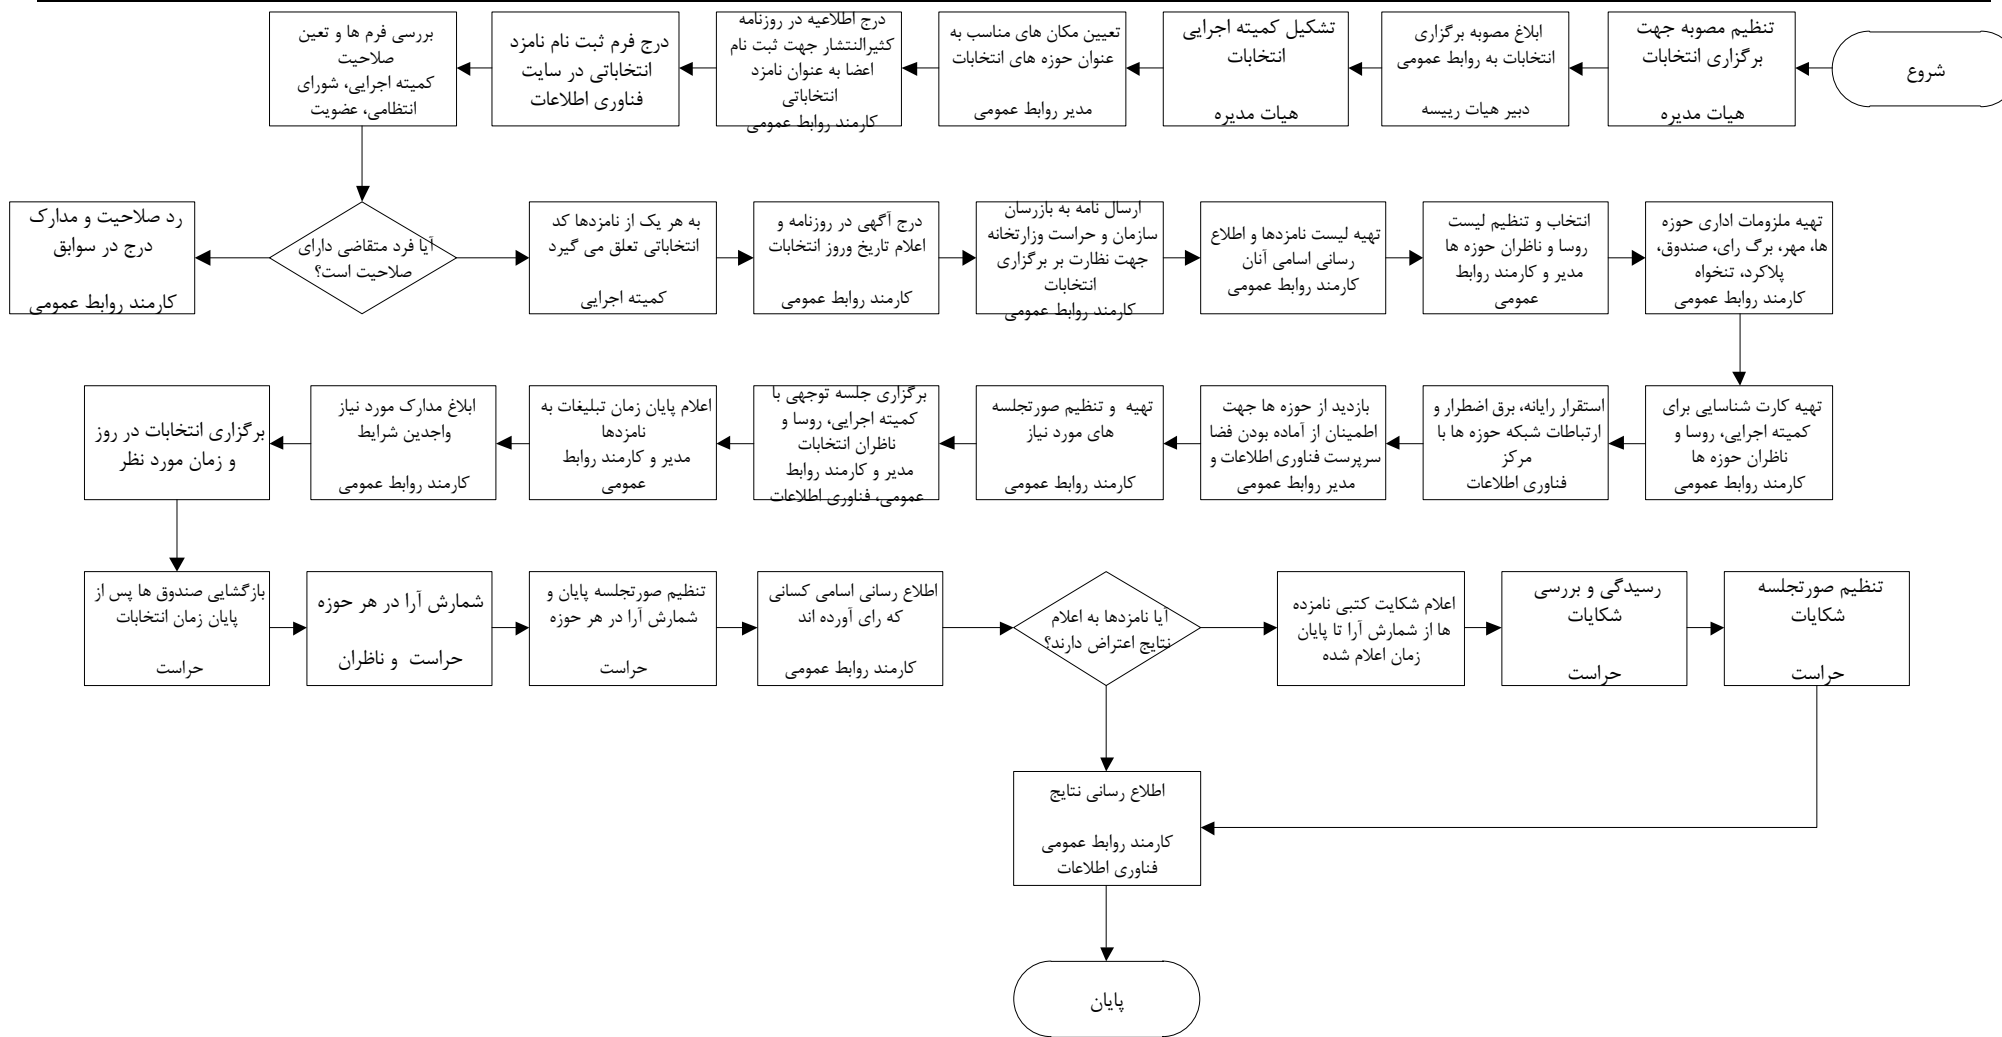 شروع
تنظیم مصوبه جهت
برگزاری انتخابات
هیات مدیره
ابلاغ مصوبه برگزاری
انتخابات به روابط عمومی
دبیر هیات رییسه
تشکیل کمیته اجرایی
انتخابات
هیات مدیره
تعیین مکان های مناسب به
عنوان حوزه های انتخابات
مدیر روابط عمومی
درج اطلاعیه در روزنامه
کثیرالنتشار جهت ثبت نام
اعضا به عنوان نامزد
انتخاباتی
کارمند روابط عمومی
درج فرم ثبت نام نامزد
انتخاباتی در سایت
فناوری اطلاعات
بررسی فرم ها و تعین
صلاحیت
کمیته اجرایی، شورای
انتظامی، عضویت
آیا فرد متقاضی دارای
صلاحیت است؟
رد صلاحیت و مدارک
درج در سوابق
کارمند روابط عمومی
به هر یک از نامزدها کد
انتخاباتی تعلق می گیرد
کمیته اجرایی
درج آگهی در روزنامه و
اعلام تاریخ وروز انتخابات
کارمند روابط عمومی
ارسال نامه به بازرسان
سازمان و حراست وزارتخانه
جهت نظارت بر برگزاری
انتخابات
کارمند روابط عمومی
تهیه لیست نامزدها و اطلاع
رسانی اسامی آنان
کارمند روابط عمومی
انتخاب و تنظیم لیست
روسا و ناظران حوزه ها
مدیر و کارمند روابط
عمومی
تهیه ملزومات اداری حوزه
ها، مهر، برگ رای، صندوق،
پلاکرد، تنخواه
کارمند روابط عمومی
تهیه کارت شناسایی برای
کمیته اجرایی، روسا و
ناظران حوزه ها
کارمند روابط عمومی
استقرار رایانه، برق اضطرار و
ارتباطات شبکه حوزه ها با
مرکز
فناوری اطلاعات
بازدید از حوزه ها جهت
اطمینان از آماده بودن فضا
سرپرست فناوری اطلاعات و
مدیر روابط عمومی
تهیه و تنظیم صورتجلسه
های مورد نیاز
کارمند روابط عمومی
برگزاری جلسه توجهی با
کمیته اجرایی، روسا و
ناظران انتخابات
مدیر و کارمند روابط
عمومی، فناوری اطلاعات
اعلام پایان زمان تبلیغات به
نامزدها
مدیر و کارمند روابط
عمومی
ابلاغ مدارک مورد نیاز
واجدین شرایط
کارمند روابط عمومی
برگزاری انتخابات در روز
و زمان مورد نظر
بازگشایی صندوق ها پس از
پایان زمان انتخابات
حراست
شمارش آرا در هر حوزه
حراست و ناظران
تنظیم صورتجلسه پایان و
شمارش آرا در هر حوزه
حراست
اطلاع رسانی اسامی کسانی
که رای آورده اند
کارمند روابط عمومی
آیا نامزدها به اعلام
نتایج اعتراض دارند؟
اعلام شکایت کتبی نامزده
ها از شمارش آرا تا پایان
زمان اعلام شده
رسیدگی و بررسی
شکایات
حراست
تنظیم صورتجلسه
شکایات
حراست
اطلاع رسانی نتایج
کارمند روابط عمومی
فناوری اطلاعات
پایان